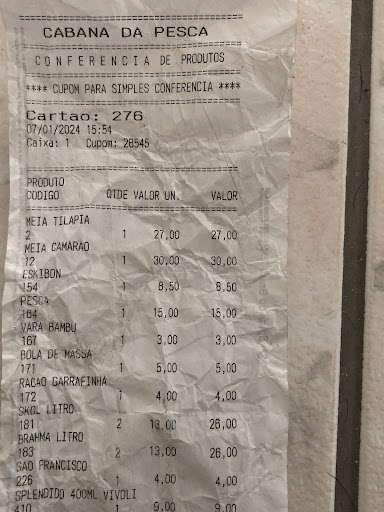 CABANA DA PESCA
CONFERENCIA DE PRODUTOS
**** CUPOM PARA SIMPLES CONFERENCIA ****
Cartao: 276
07/01/2024 15:54
Caixa: 1 Cupom: 28545
PRODUTO
CODIGO QTDE VALOR UN. VALOR
MEIA TILAPIA
2 1 27,00 27,00
MEIA CAMARAO
12 1 30,00 30,00
ESKIBON
154 1 8,50 8,50
PESCA
164 1 15,00 15,00
VARA BAMBU
167 1 3,00 3,00
BOLA DE MASSA
171 1 5,00 5,00
RACAO GARRAFINHA
172 1 4,00 4,00
SKOL LITRO
181 2 13,00 26,00
BRAHMA LITRO
183 2 13,00 26,00
SAO FRANCISCO
226 1 4,00 4,00
SPLENDIDO 400ML VIVOLI
410 1 9,00 9,00